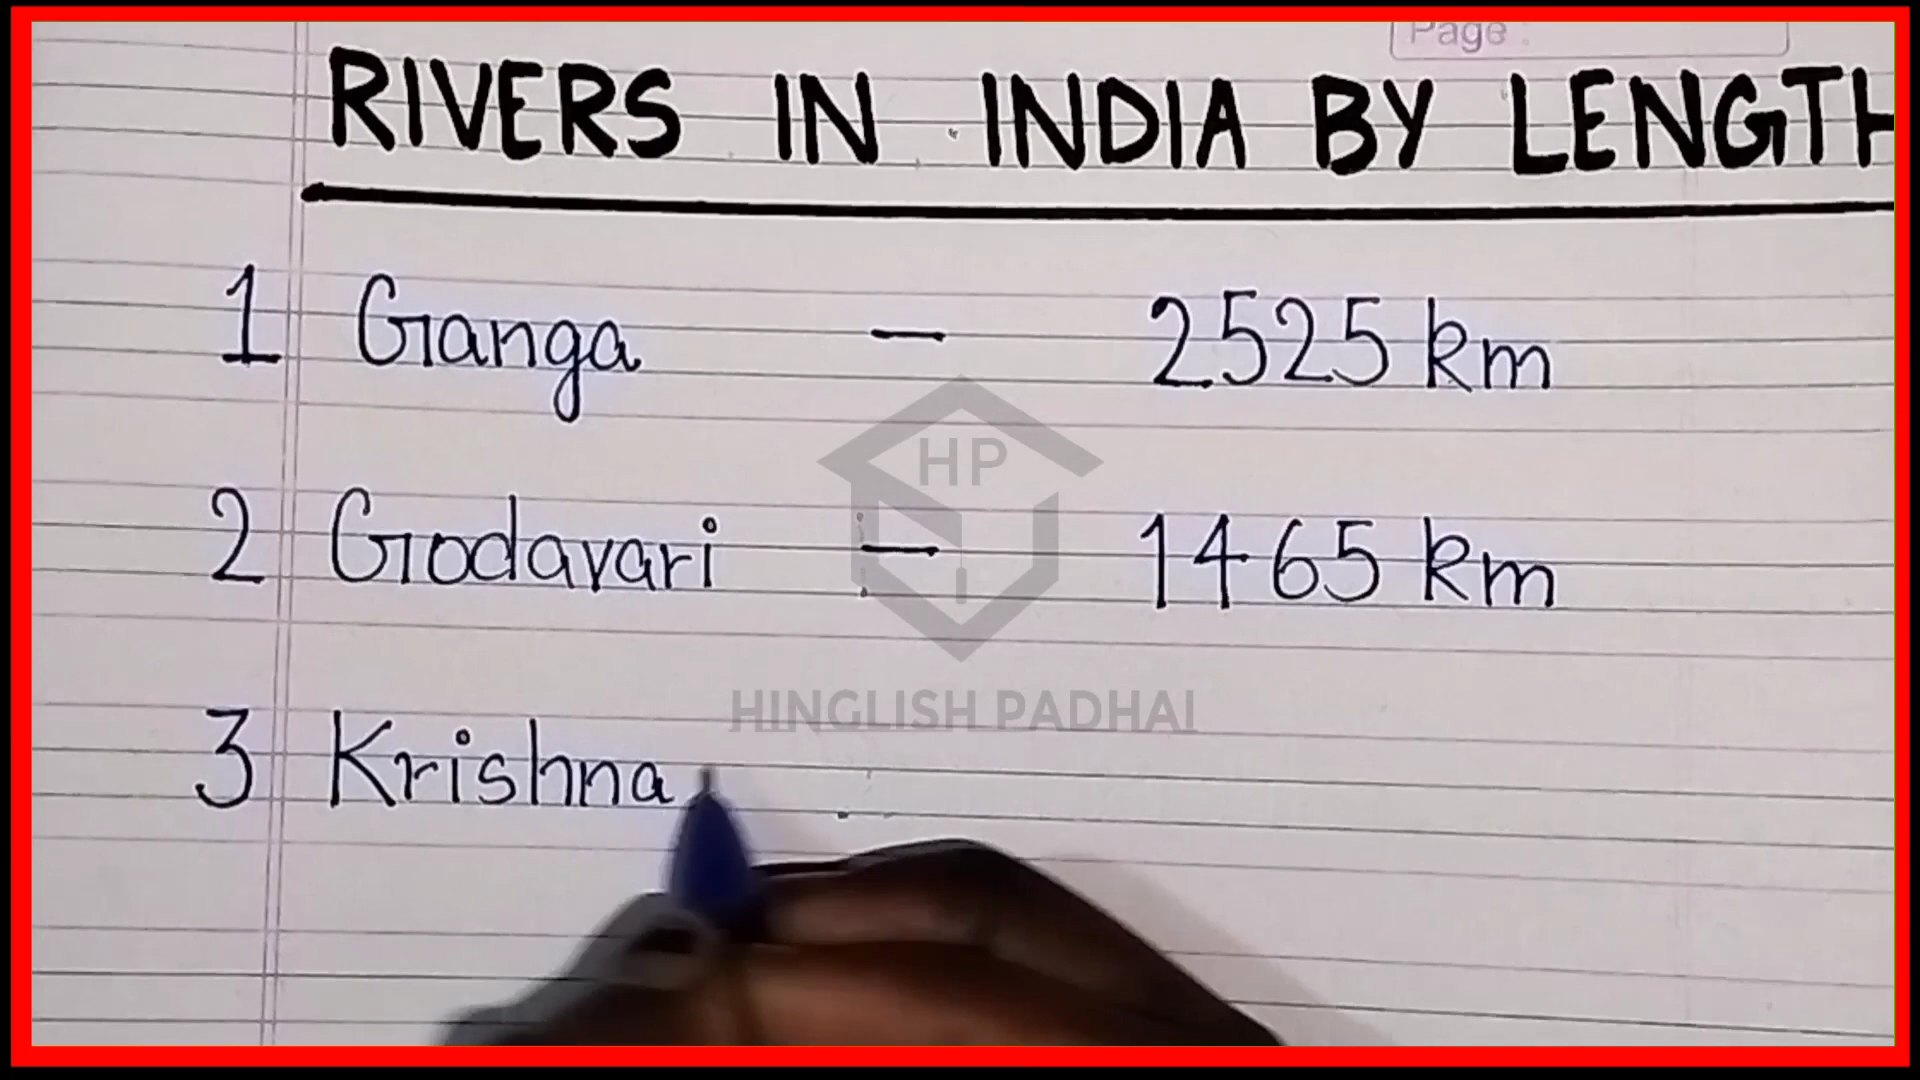 Page :
RIVERS IN INDIA BY LENGTH
1 Ganga - 2525 km
HP
2 Godavari - 1465 km
HINGLISH PADHAI
3 Krishna